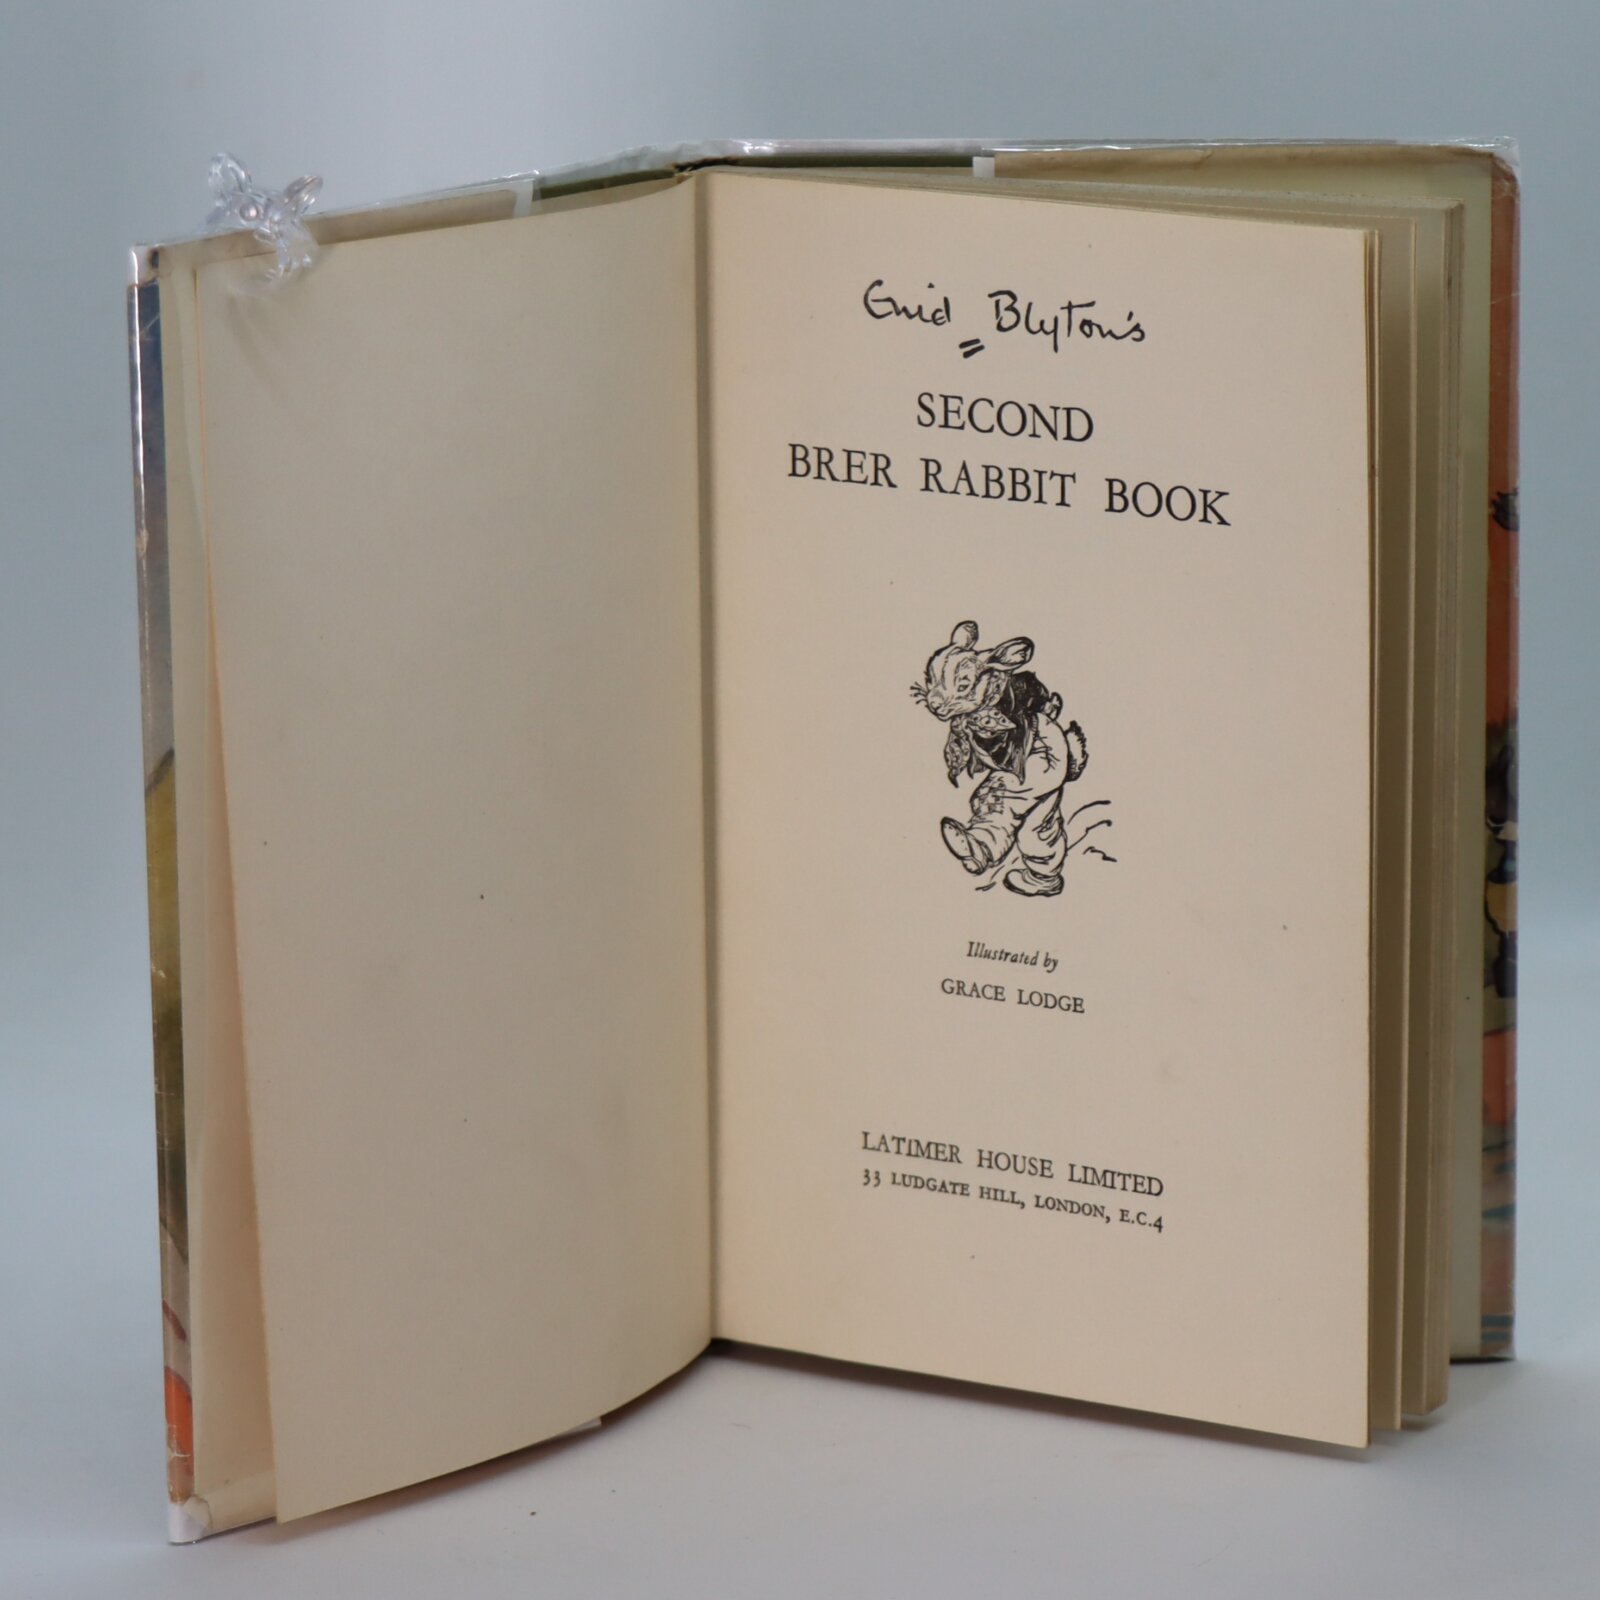 Enid Blyton's
SECOND
BRER RABBIT BOOK
Illustrated by
GRACE LODGE
LATIMER HOUSE LIMITED
33 LUDGATE HILL, LONDON, E.C.4